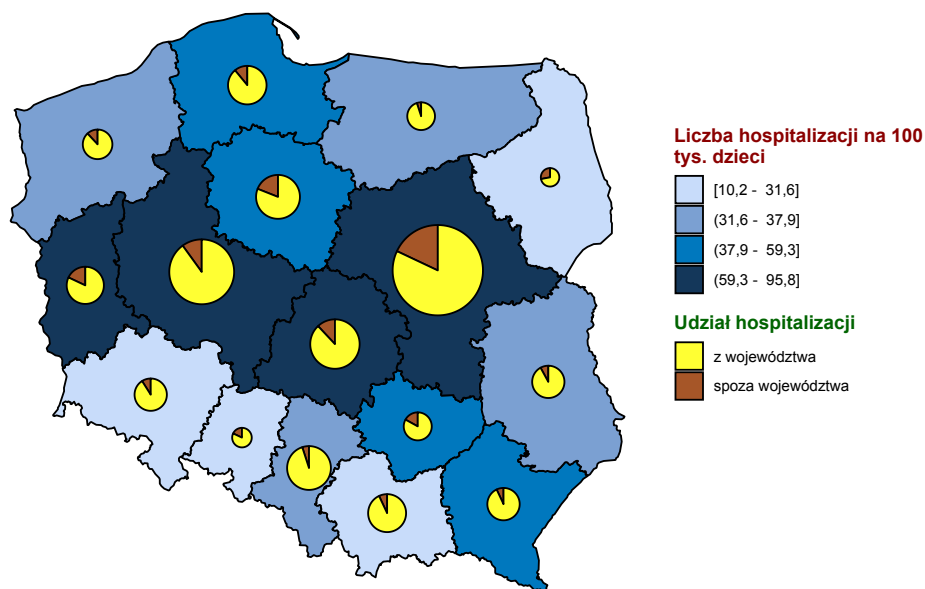 Liczba hospitalizacji na 100
tys. dzieci
[10,2 - 31,6]
(31,6 - 37,9]
(37,9 - 59,3]
(59,3 - 95,8]
Udział hospitalizacji
z województwa
spoza województwa